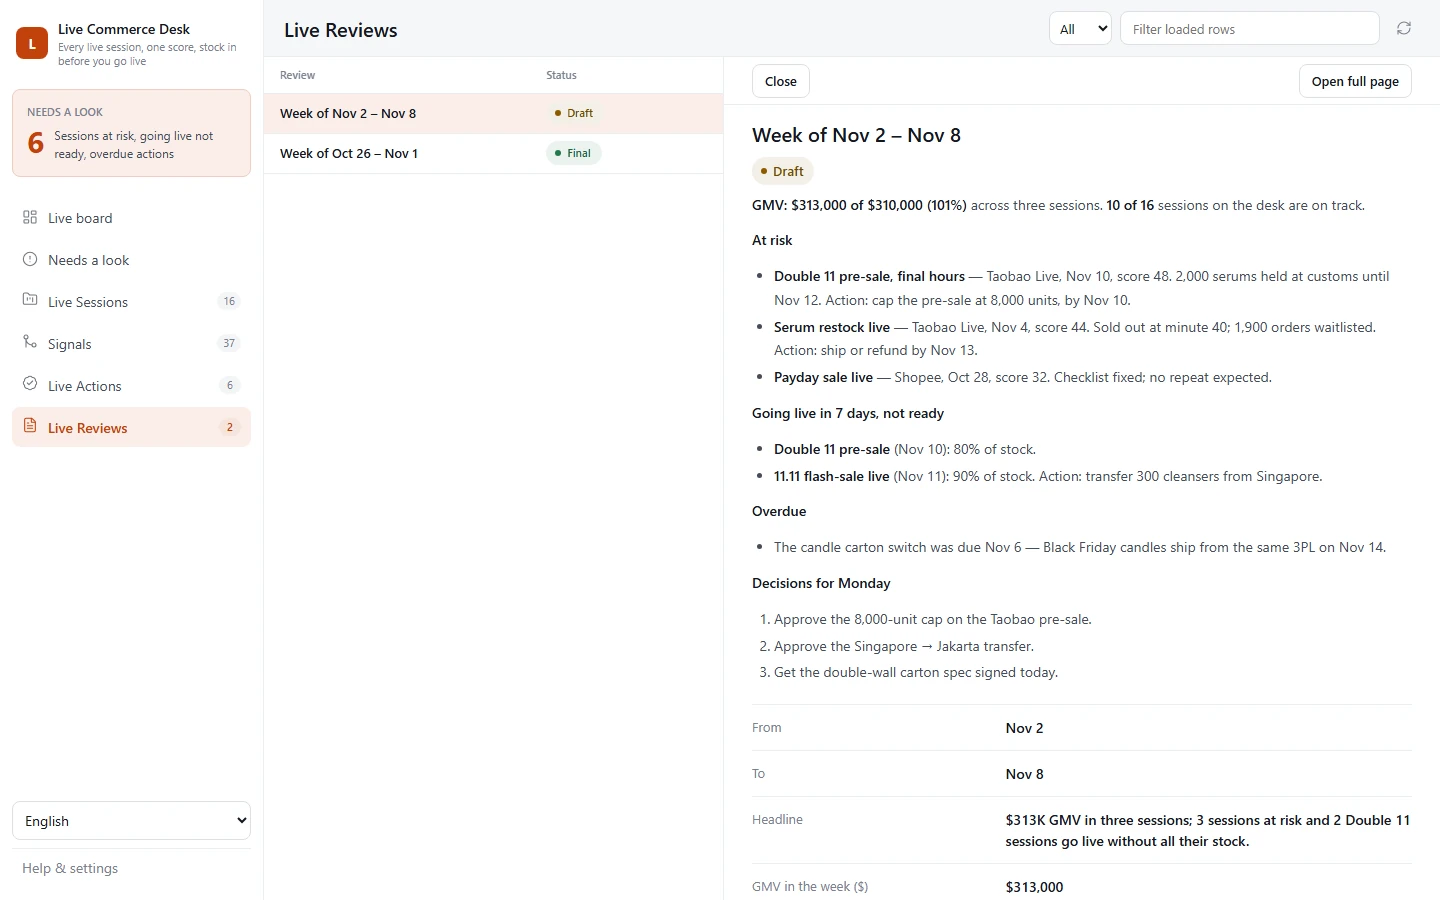 L
Live Commerce Desk
Every live session, one score, stock in
before you go live
NEEDS A LOOK
6
Sessions at risk, going live not
ready, overdue actions
Live board
Needs a look
Live Sessions 16
Signals 37
Live Actions 6
Live Reviews 2
English
Help & settings
Live Reviews
All
Filter loaded rows
Review Status
Week of Nov 2 – Nov 8 Draft
Week of Oct 26 – Nov 1 Final
Close
Open full page
Week of Nov 2 – Nov 8
Draft
GMV: $313,000 of $310,000 (101%) across three sessions. 10 of 16 sessions on the desk are on track.
At risk
• Double 11 pre-sale, final hours — Taobao Live, Nov 10, score 48. 2,000 serums held at customs until
Nov 12. Action: cap the pre-sale at 8,000 units, by Nov 10.
• Serum restock live — Taobao Live, Nov 4, score 44. Sold out at minute 40; 1,900 orders waitlisted.
Action: ship or refund by Nov 13.
• Payday sale live — Shopee, Oct 28, score 32. Checklist fixed; no repeat expected.
Going live in 7 days, not ready
• Double 11 pre-sale (Nov 10): 80% of stock.
• 11.11 flash-sale live (Nov 11): 90% of stock. Action: transfer 300 cleansers from Singapore.
Overdue
• The candle carton switch was due Nov 6 — Black Friday candles ship from the same 3PL on Nov 14.
Decisions for Monday
1. Approve the 8,000-unit cap on the Taobao pre-sale.
2. Approve the Singapore → Jakarta transfer.
3. Get the double-wall carton spec signed today.
From Nov 2
To Nov 8
Headline $313K GMV in three sessions; 3 sessions at risk and 2 Double 11
sessions go live without all their stock.
GMV in the week ($) $313,000